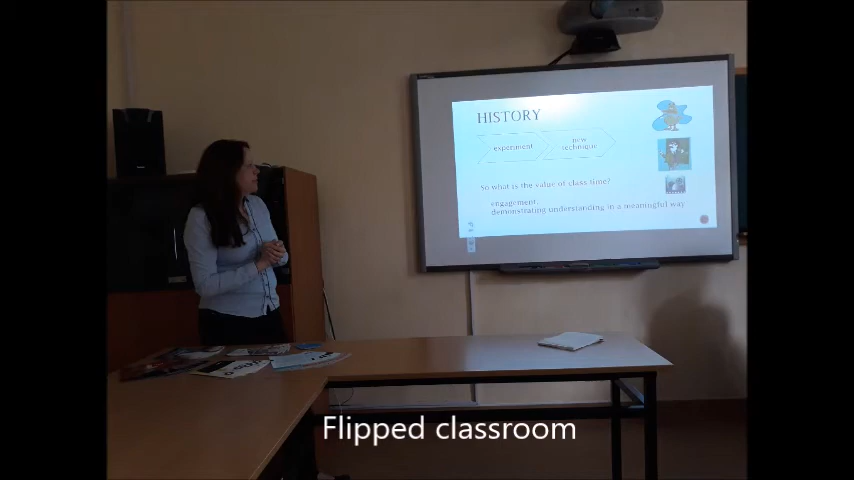 HISTORY
experiment
new
technique
So what is the value of class time?
engagement,
demonstrating understanding in a meaningful way
Flipped classroom